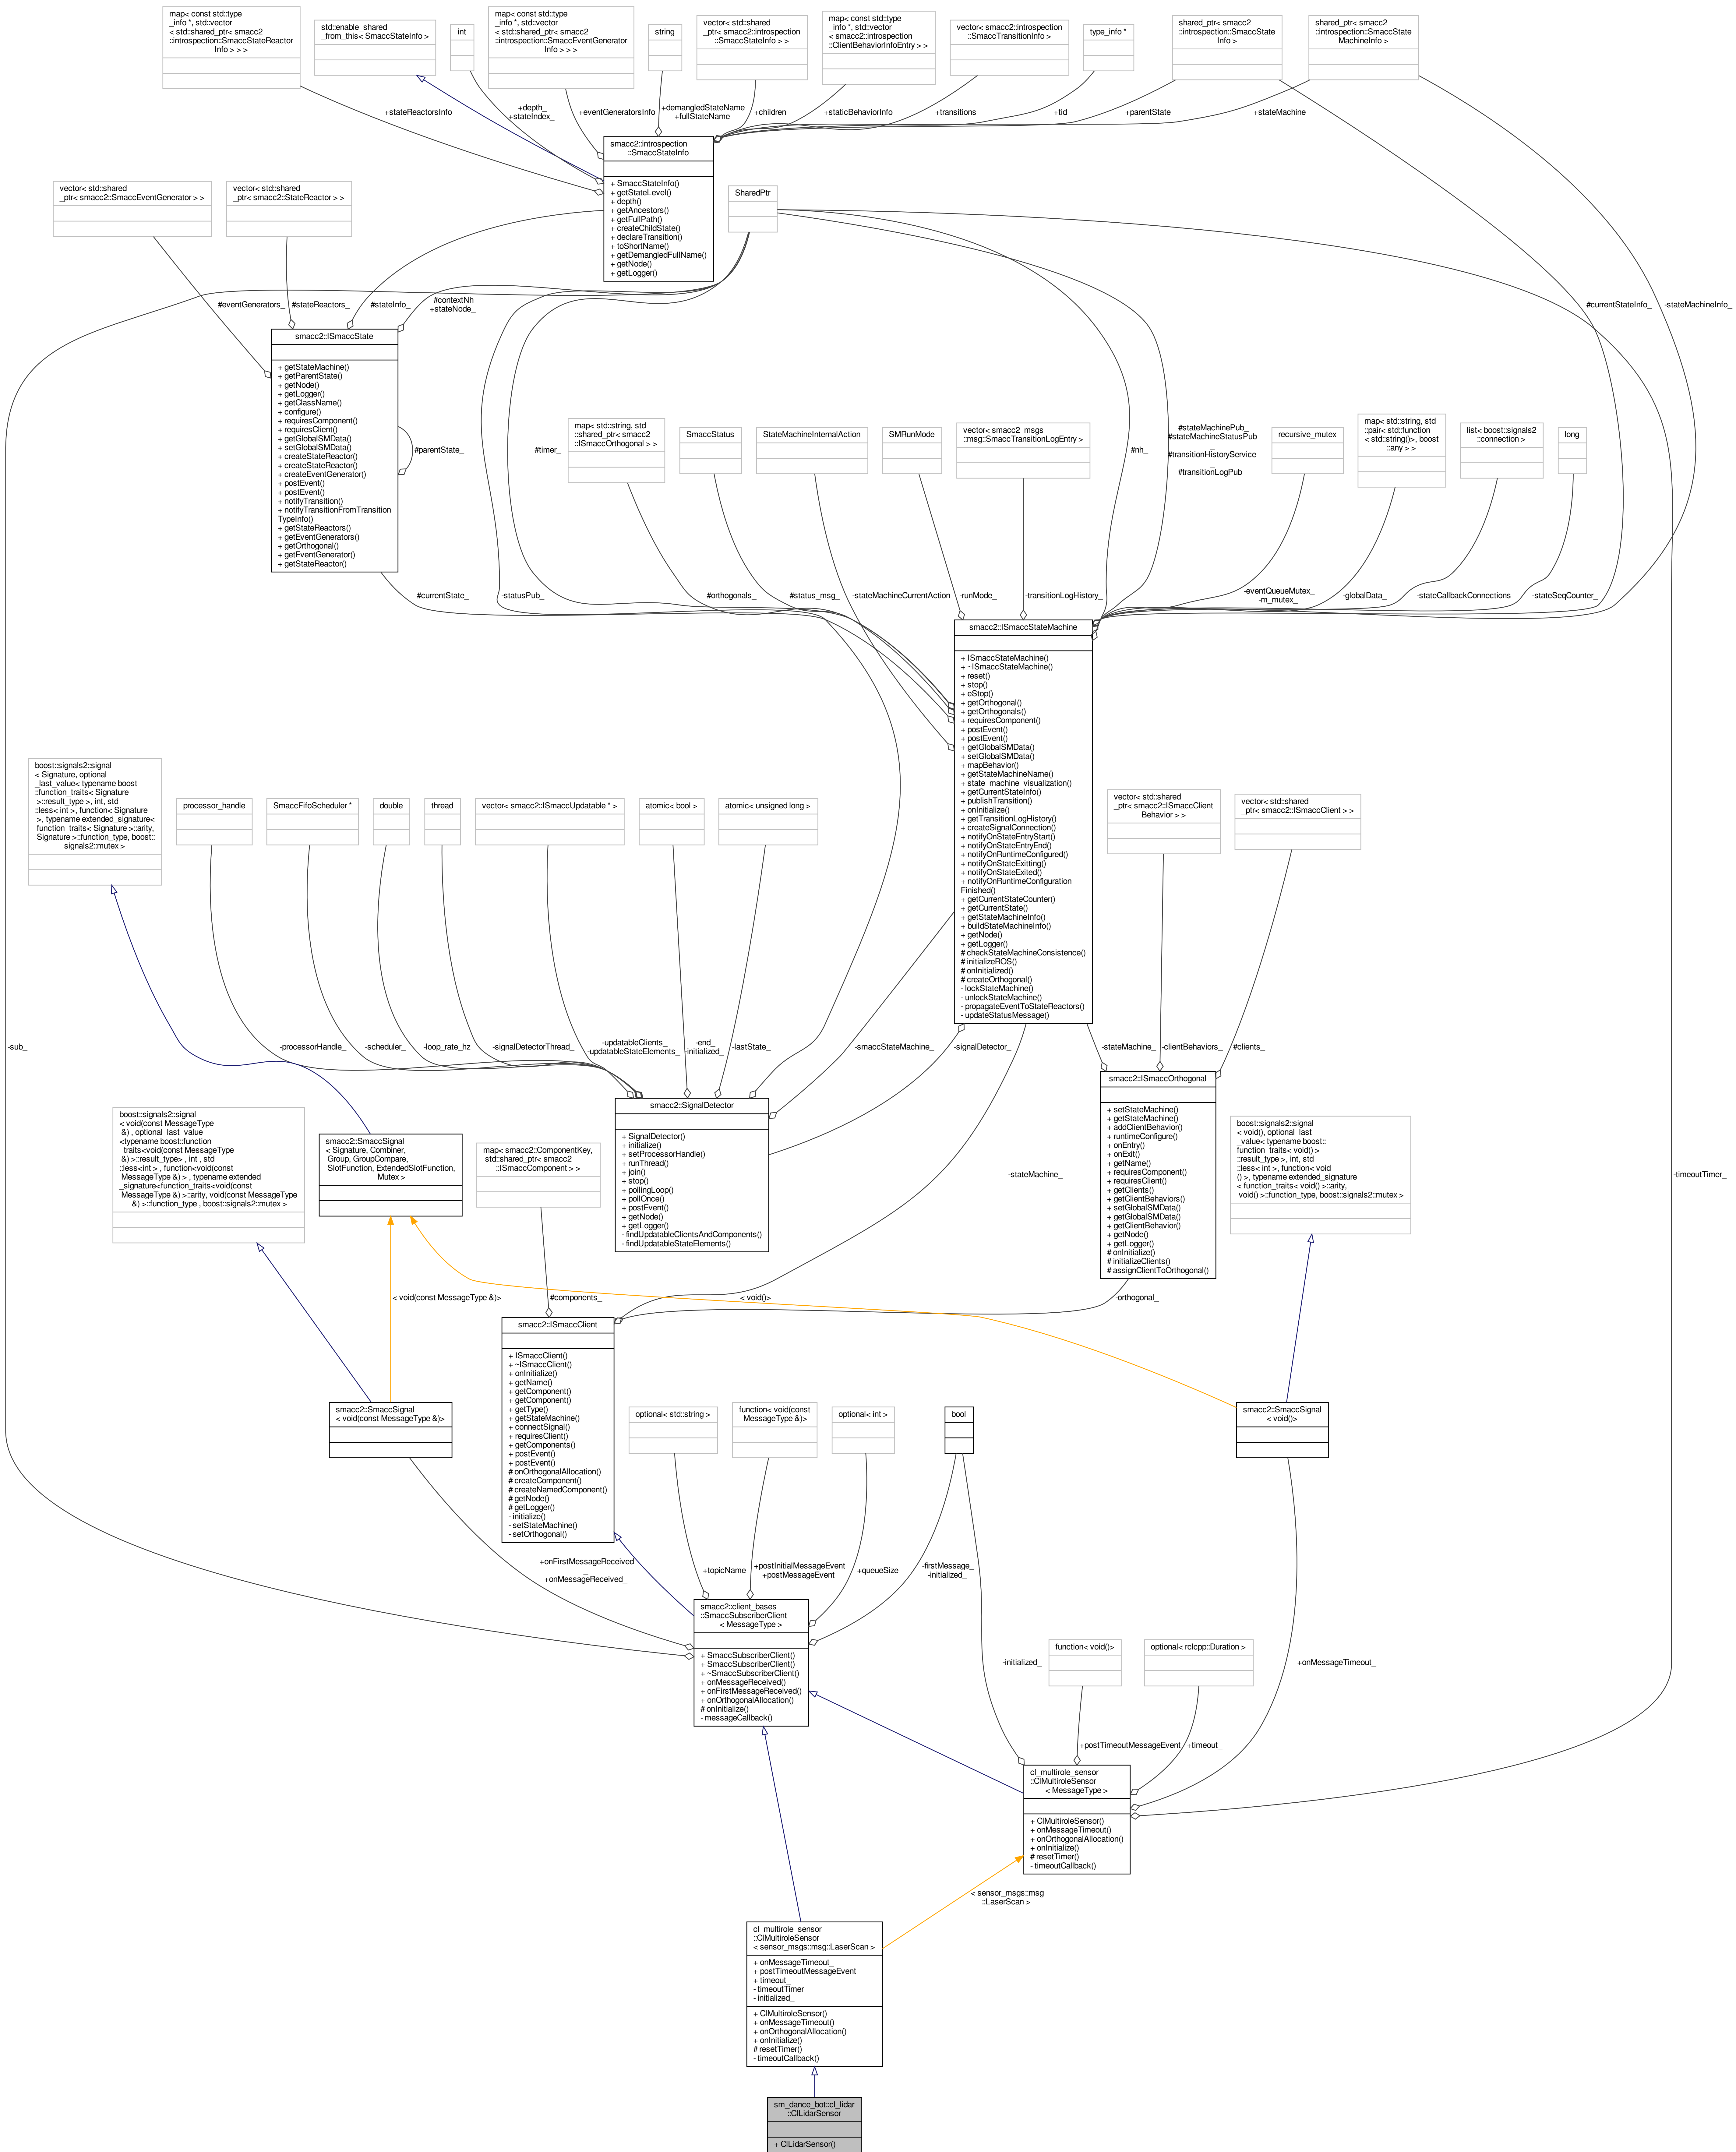 map< const std::type
_info *, std::vector
< std::shared_ptr< smacc2
::introspection::SmaccStateReactor
Info > > >
std::enable_shared
_from_this< SmaccStateInfo >
int
map< const std::type
_info *, std::vector
< std::shared_ptr< smacc2
::introspection::SmaccEventGenerator
Info > > >
string
vector< std::shared
_ptr< smacc2::introspection
::SmaccStateInfo > >
map< const std::type
_info *, std::vector
< smacc2::introspection
::ClientBehaviorInfoEntry > >
vector< smacc2::introspection
::SmaccTransitionInfo >
type_info *
shared_ptr< smacc2
::introspection::SmaccState
Info >
shared_ptr< smacc2
::introspection::SmaccState
MachineInfo >
+stateReactorsInfo
+depth_
+stateIndex_
+eventGeneratorsInfo
+demangledStateName
+fullStateName
+children_
+staticBehaviorInfo
+transitions_
+tid_
+parentState_
+stateMachine_
smacc2::introspection
::SmaccStateInfo
+ SmaccStateInfo()
+ getStateLevel()
+ depth()
+ getAncestors()
+ getFullPath()
+ createChildState()
+ declareTransition()
+ toShortName()
+ getDemangledFullName()
+ getNode()
+ getLogger()
vector< std::shared
_ptr< smacc2::SmaccEventGenerator > >
vector< std::shared
_ptr< smacc2::StateReactor > >
SharedPtr
#eventGenerators_
#stateReactors_
#stateInfo_
#contextNh
+stateNode_
#currentStateInfo_
-stateMachineInfo_
smacc2::ISmaccState
+ getStateMachine()
+ getParentState()
+ getNode()
+ getLogger()
+ getClassName()
+ configure()
+ requiresComponent()
+ requiresClient()
+ getGlobalSMData()
+ setGlobalSMData()
+ createStateReactor()
+ createStateReactor()
+ createEventGenerator()
+ postEvent()
+ postEvent()
+ notifyTransition()
+ notifyTransitionFromTransition
TypeInfo()
+ getStateReactors()
+ getEventGenerators()
+ getOrthogonal()
+ getEventGenerator()
+ getStateReactor()
#parentState_
#timer_
map< std::string, std
::shared_ptr< smacc2
::ISmaccOrthogonal > >
SmaccStatus
StateMachineInternalAction
SMRunMode
vector< smacc2_msgs
::msg::SmaccTransitionLogEntry >
#nh_
#stateMachinePub_
#stateMachineStatusPub
_
#transitionHistoryService
_
#transitionLogPub_
recursive_mutex
map< std::string, std
::pair< std::function
< std::string()>, boost
::any > >
list< boost::signals2
::connection >
long
#currentState_
-statusPub_
#orthogonals_
#status_msg_
-stateMachineCurrentAction
-runMode_
-transitionLogHistory_
-eventQueueMutex_
-m_mutex_
-globalData_
-stateCallbackConnections
-stateSeqCounter_
smacc2::ISmaccStateMachine
+ ISmaccStateMachine()
+ ~ISmaccStateMachine()
+ reset()
+ stop()
+ eStop()
+ getOrthogonal()
+ getOrthogonals()
+ requiresComponent()
+ postEvent()
+ postEvent()
+ getGlobalSMData()
+ setGlobalSMData()
+ mapBehavior()
+ getStateMachineName()
+ state_machine_visualization()
+ getCurrentStateInfo()
+ publishTransition()
+ onInitialize()
+ getTransitionLogHistory()
+ createSignalConnection()
+ notifyOnStateEntryStart()
+ notifyOnStateEntryEnd()
+ notifyOnRuntimeConfigured()
+ notifyOnStateExitting()
+ notifyOnStateExited()
+ notifyOnRuntimeConfiguration
Finished()
+ getCurrentStateCounter()
+ getCurrentState()
+ getStateMachineInfo()
+ buildStateMachineInfo()
+ getNode()
+ getLogger()
# checkStateMachineConsistence()
# initializeROS()
# onInitialized()
# createOrthogonal()
- lockStateMachine()
- unlockStateMachine()
- propagateEventToStateReactors()
- updateStatusMessage()
boost::signals2::signal
< Signature, optional
_last_value< typename boost
::function_traits< Signature
>::result_type >, int, std
::less< int >, function< Signature
>, typename extended_signature<
function_traits< Signature >::arity,
Signature >::function_type, boost::
signals2::mutex >
processor_handle
SmaccFifoScheduler *
double
thread
vector< smacc2::ISmaccUpdatable * >
atomic< bool >
atomic< unsigned long >
vector< std::shared
_ptr< smacc2::ISmaccClient
Behavior > >
vector< std::shared
_ptr< smacc2::ISmaccClient > >
-sub_
-processorHandle_
-scheduler_
-loop_rate_hz
-signalDetectorThread_
-updatableClients_
-updatableStateElements_
-end_
-initialized_
-lastState_
-smaccStateMachine_
-signalDetector_
-stateMachine_
-clientBehaviors_
#clients_
smacc2::SignalDetector
+ SignalDetector()
+ initialize()
+ setProcessorHandle()
+ runThread()
+ join()
+ stop()
+ pollingLoop()
+ pollOnce()
+ postEvent()
+ getNode()
+ getLogger()
- findUpdatableClientsAndComponents()
- findUpdatableStateElements()
smacc2::ISmaccOrthogonal
+ setStateMachine()
+ getStateMachine()
+ addClientBehavior()
+ runtimeConfigure()
+ onEntry()
+ onExit()
+ getName()
+ requiresComponent()
+ requiresClient()
+ getClients()
+ getClientBehaviors()
+ setGlobalSMData()
+ getGlobalSMData()
+ getClientBehavior()
+ getNode()
+ getLogger()
# onInitialize()
# initializeClients()
# assignClientToOrthogonal()
boost::signals2::signal
< void(const MessageType
&) , optional_last_value
<typename boost::function
_traits<void(const MessageType
&) >::result_type> , int , std
::less<int > , function<void(const
MessageType &) > , typename extended
_signature<function_traits<void(const
MessageType &) >::arity, void(const MessageType
&) >::function_type , boost::signals2::mutex >
smacc2::SmaccSignal
< Signature, Combiner,
Group, GroupCompare,
SlotFunction, ExtendedSlotFunction,
Mutex >
map< smacc2::ComponentKey,
std::shared_ptr< smacc2
::ISmaccComponent > >
boost::signals2::signal
< void(), optional_last
_value< typename boost::
function_traits< void() >
::result_type >, int, std
::less< int >, function< void
() >, typename extended_signature
< function_traits< void() >::arity,
void() >::function_type, boost::signals2::mutex >
-stateMachine_
-timeoutTimer_
< void(const MessageType &)>
#components_
< void()>
-orthogonal_
smacc2::ISmaccClient
+ ISmaccClient()
+ ~ISmaccClient()
+ onInitialize()
+ getName()
+ getComponent()
+ getComponent()
+ getType()
+ getStateMachine()
+ connectSignal()
+ requiresClient()
+ getComponents()
+ postEvent()
+ postEvent()
# onOrthogonalAllocation()
# createComponent()
# createNamedComponent()
# getNode()
# getLogger()
- initialize()
- setStateMachine()
- setOrthogonal()
smacc2::SmaccSignal
< void(const MessageType &)>
optional< std::string >
function< void(const
MessageType &)>
optional< int >
bool
smacc2::SmaccSignal
< void()>
+onFirstMessageReceived
_
+onMessageReceived_
+topicName
+postInitialMessageEvent
+postMessageEvent
+queueSize
-firstMessage_
-initialized_
smacc2::client_bases
::SmaccSubscriberClient
< MessageType >
+ SmaccSubscriberClient()
+ SmaccSubscriberClient()
+ ~SmaccSubscriberClient()
+ onMessageReceived()
+ onFirstMessageReceived()
+ onOrthogonalAllocation()
# onInitialize()
- messageCallback()
-initialized_
function< void()>
optional< rclcpp::Duration >
+onMessageTimeout_
+postTimeoutMessageEvent
+timeout_
cl_multirole_sensor
::ClMultiroleSensor
< MessageType >
+ ClMultiroleSensor()
+ onMessageTimeout()
+ onOrthogonalAllocation()
+ onInitialize()
# resetTimer()
- timeoutCallback()
< sensor_msgs::msg
::LaserScan >
cl_multirole_sensor
::ClMultiroleSensor
< sensor_msgs::msg::LaserScan >
+ onMessageTimeout_
+ postTimeoutMessageEvent
+ timeout_
- timeoutTimer_
- initialized_
+ ClMultiroleSensor()
+ onMessageTimeout()
+ onOrthogonalAllocation()
+ onInitialize()
# resetTimer()
- timeoutCallback()
sm_dance_bot::cl_lidar
::ClLidarSensor
+ ClLidarSensor()